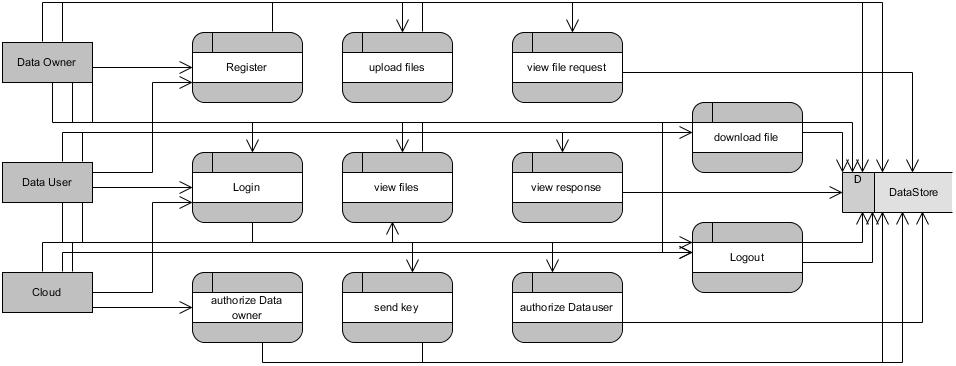 Data Owner
Register
upload files
view file request
download file
Data User
Login
view files
view response
D
DataStore
Cloud
authorize Data
owner
send key
authorize Datauser
Logout